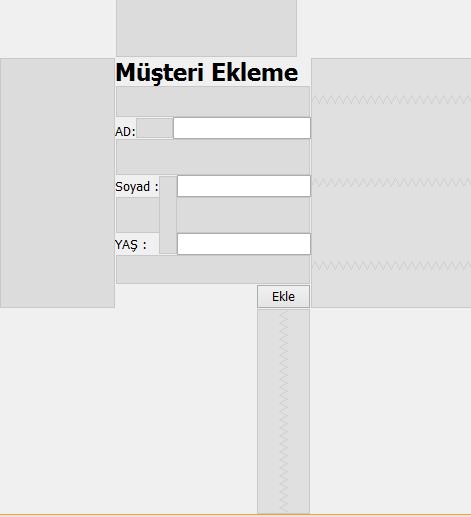 Müşteri Ekleme
AD:
Soyad :
YAŞ :
Ekle